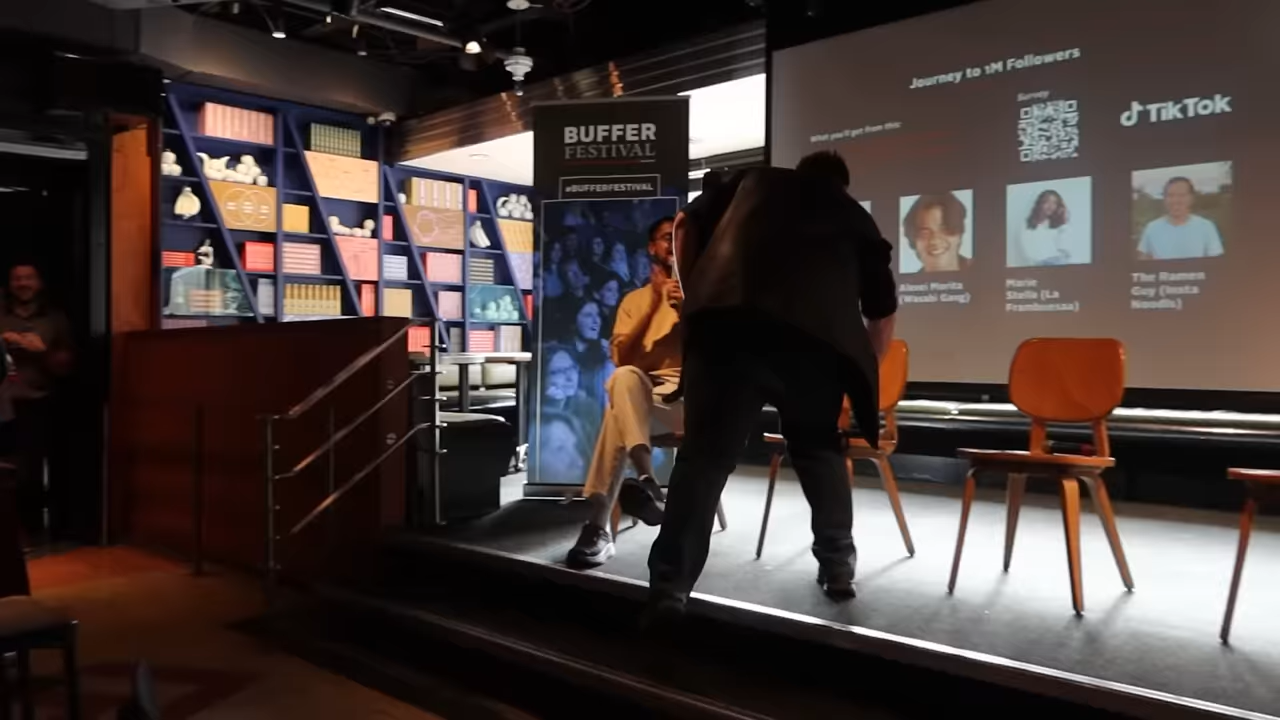 BUFFER
FESTIVAL
#BUFFERFESTIVAL
Journey to 1M Followers
Survey
What you'll get from this:
TikTok
Alexei Morita
(Wasabi Gang)
Marie
Stella (La
Frambuesaa)
The Ramen
Guy (Insta
Noodls)